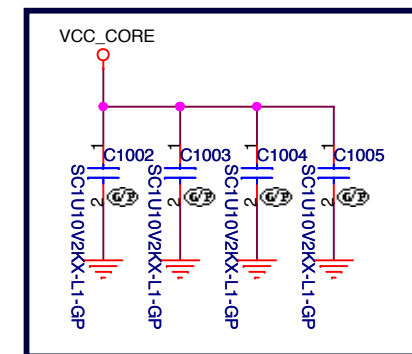 VCC_CORE
1
C1002
SC1U10V2KX-L1-GP
2
G/P
1
C1003
SC1U10V2KX-L1-GP
2
G/P
1
C1004
SC1U10V2KX-L1-GP
2
G/P
1
C1005
SC1U10V2KX-L1-GP
2
G/P